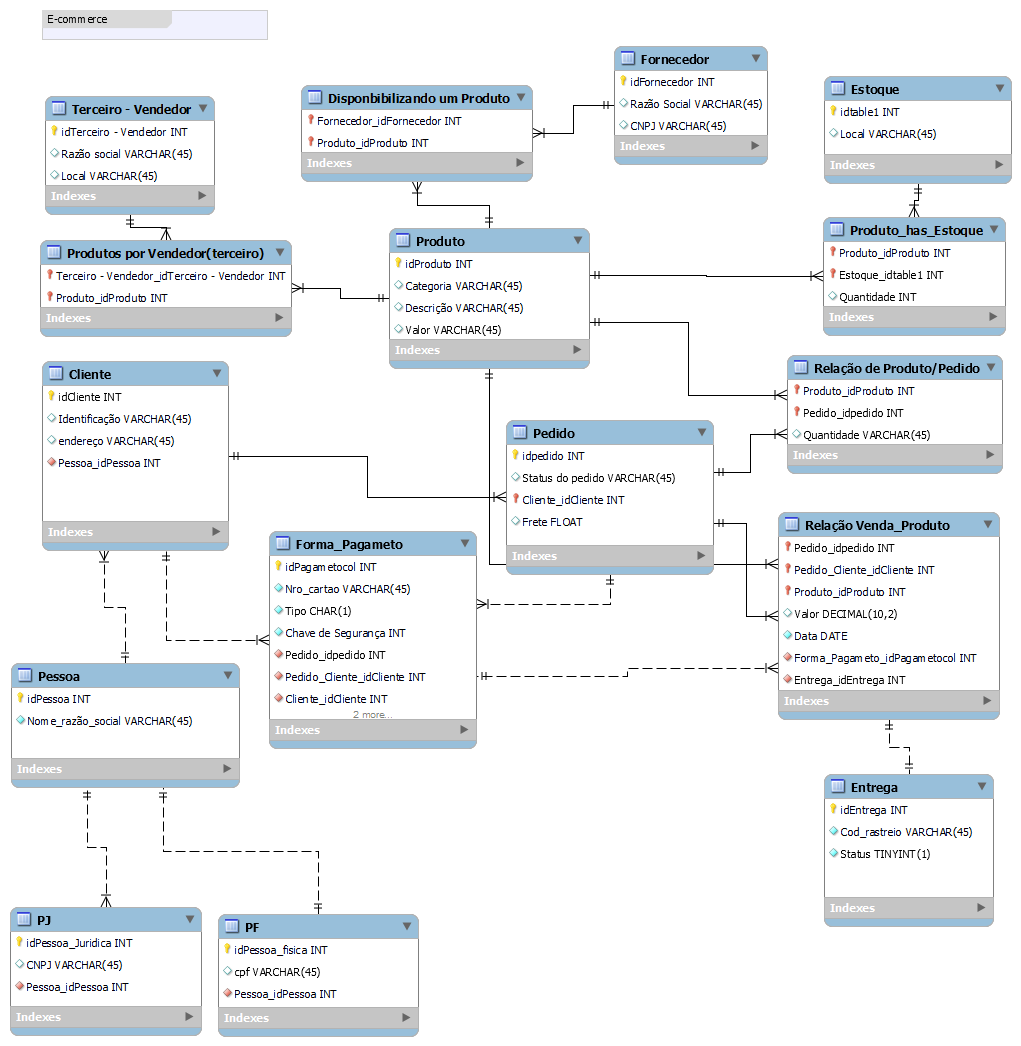 E-commerce
Terceiro - Vendedor
idTerceiro - Vendedor INT
Razão social VARCHAR(45)
Local VARCHAR(45)
Indexes
Disponbibilizando um Produto
Fornecedor_idFornecedor INT
Produto_idProduto INT
Indexes
Fornecedor
idFornecedor INT
Razão Social VARCHAR(45)
CNPJ VARCHAR(45)
Indexes
Estoque
idtable1 INT
Local VARCHAR(45)
Indexes
Produtos por Vendedor(terceiro)
Terceiro - Vendedor_idTerceiro - Vendedor INT
Produto_idProduto INT
Indexes
Produto
idProduto INT
Categoria VARCHAR(45)
Descrição VARCHAR(45)
Valor VARCHAR(45)
Indexes
Produto_has_Estoque
Produto_idProduto INT
Estoque_idtable1 INT
Quantidade INT
Indexes
Cliente
idCliente INT
Identificação VARCHAR(45)
endereço VARCHAR(45)
Pessoa_idPessoa INT
Indexes
Relação de Produto/Pedido
Produto_idProduto INT
Pedido_idpedido INT
Quantidade VARCHAR(45)
Indexes
Pedido
idpedido INT
Status do pedido VARCHAR(45)
Cliente_idCliente INT
Frete FLOAT
Indexes
Forma_Pagameto
idPagametocol INT
Nro_cartao VARCHAR(45)
Tipo CHAR(1)
Chave de Segurança INT
Pedido_idpedido INT
Pedido_Cliente_idCliente INT
Cliente_idCliente INT
2 more...
Indexes
Relação Venda_Produto
Pedido_idpedido INT
Pedido_Cliente_idCliente INT
Produto_idProduto INT
Valor DECIMAL(10,2)
Data DATE
Forma_Pagameto_idPagametocol INT
Entrega_idEntrega INT
Indexes
Pessoa
idPessoa INT
Nome_razão_social VARCHAR(45)
Indexes
Entrega
idEntrega INT
Cod_rastreio VARCHAR(45)
Status TINYINT(1)
Indexes
PJ
idPessoa_Juridica INT
CNPJ VARCHAR(45)
Pessoa_idPessoa INT
Indexes
PF
idPessoa_fisica INT
cpf VARCHAR(45)
Pessoa_idPessoa INT
Indexes